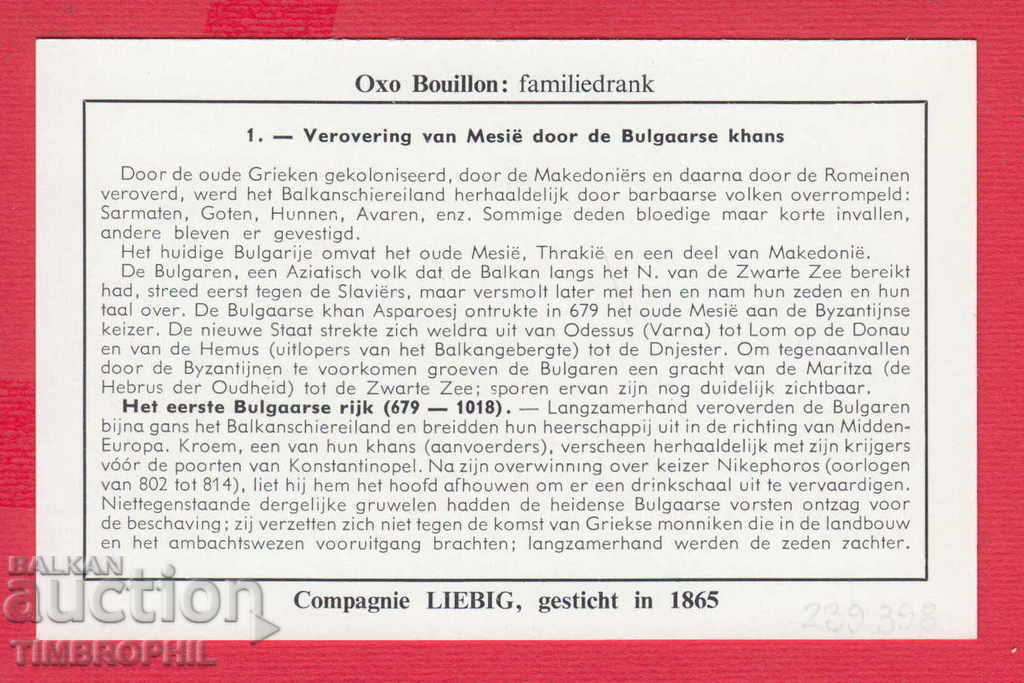 Oxo Bouillon: familiedrank
1. — Verovering van Mesië door de Bulgaarse khans
Door de oude Grieken gekoloniseerd, door de Makedoniërs en daarna door de Romeinen
veroverd, werd het Balkanschiereiland herhaaldelijk door barbaarse volken overrompeld:
Sarmaten, Goten, Hunnen, Avaren, enz. Sommige deden bloedige maar korte invallen,
andere bleven er gevestigd.
Het huidige Bulgarije omvat het oude Mesië, Thrakië en een deel van Makedonië.
De Bulgaren, een Aziatisch volk dat de Balkan langs het N. van de Zwarte Zee bereikt
had, streed eerst tegen de Slaviërs, maar versmolt later met hen en nam hun zeden en hun
taal over. De Bulgaarse khan Asparoesj ontrukte in 679 het oude Mesië aan de Byzantijnse
keizer. De nieuwe Staat strekte zich weldra uit van Odessus (Varna) tot Lom op de Donau
en van de Hemus (uitlopers van het Balkangebergte) tot de Dnjester. Om tegenaanvallen
door de Byzantijnen te voorkomen groeven de Bulgaren een gracht van de Maritza (de
Hebrus der Oudheid) tot de Zwarte Zee; sporen ervan zijn nog duidelijk zichtbaar.
Het eerste Bulgaarse rijk (679 — 1018). — Langzamerhand veroverden de Bulgaren
bijna gans het Balkanschiereiland en breidden hun heerschappij uit in de richting van Midden-
Europa. Kroem, een van hun khans (aanvoerders), verscheen herhaaldelijk met zijn krijgers
vóór de poorten van Konstantinopel. Na zijn overwinning over keizer Nikephoros (oorlogen
van 802 tot 814), liet hij hem het hoofd afhouwen om er een drinkschaal uit te vervaardigen.
Niettegenstaande dergelijke gruwelen hadden de heidense Bulgaarse vorsten ontzag voor
de beschaving; zij verzetten zich niet tegen de komst van Griekse monniken die in de landbouw
en het ambachtswezen vooruitgang brachten; langzamerhand werden de zeden zachter.
Compagnie LIEBIG, gesticht in 1865
239398
BALKAN
auction
TIMBROPHIL